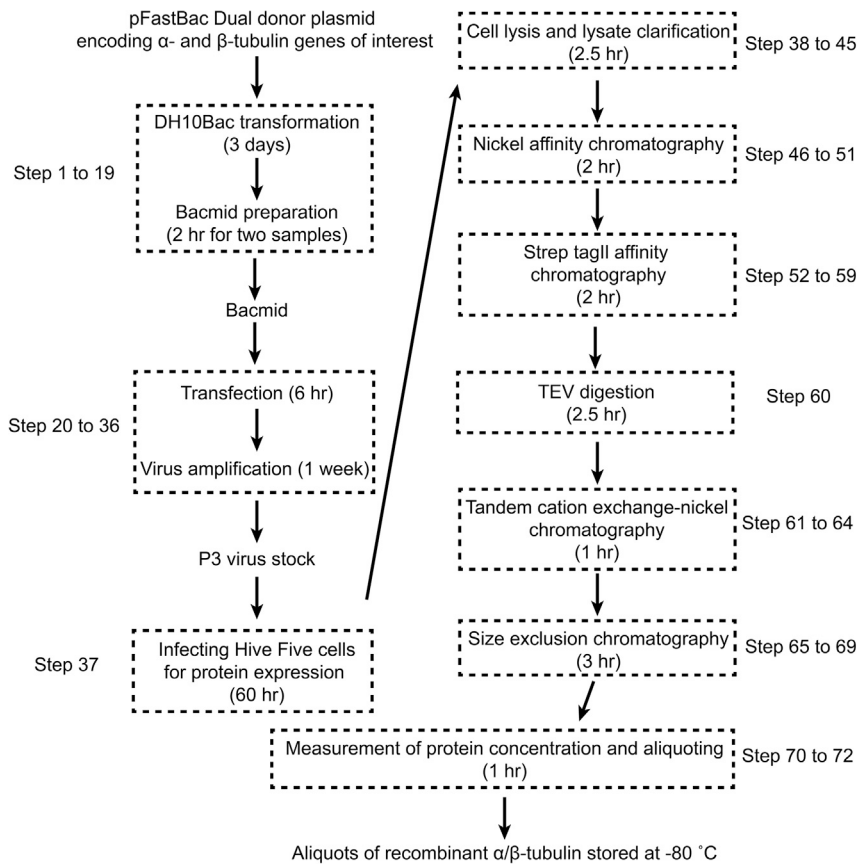 pFastBac Dual donor plasmid
encoding α- and β-tubulin genes of interest
Step 1 to 19
DH10Bac transformation
(3 days)
Bacmid preparation
(2 hr for two samples)
Bacmid
Step 20 to 36
Transfection (6 hr)
Virus amplification (1 week)
P3 virus stock
Step 37
Infecting Hive Five cells
for protein expression
(60 hr)
Cell lysis and lysate clarification
(2.5 hr)
Step 38 to 45
Nickel affinity chromatography
(2 hr)
Step 46 to 51
Strep tagII affinity
chromatography
(2 hr)
Step 52 to 59
TEV digestion
(2.5 hr)
Step 60
Tandem cation exchange-nickel
chromatography
(1 hr)
Step 61 to 64
Size exclusion chromatography
(3 hr)
Step 65 to 69
Measurement of protein concentration and aliquoting
(1 hr)
Step 70 to 72
Aliquots of recombinant α/β-tubulin stored at -80 ˚C